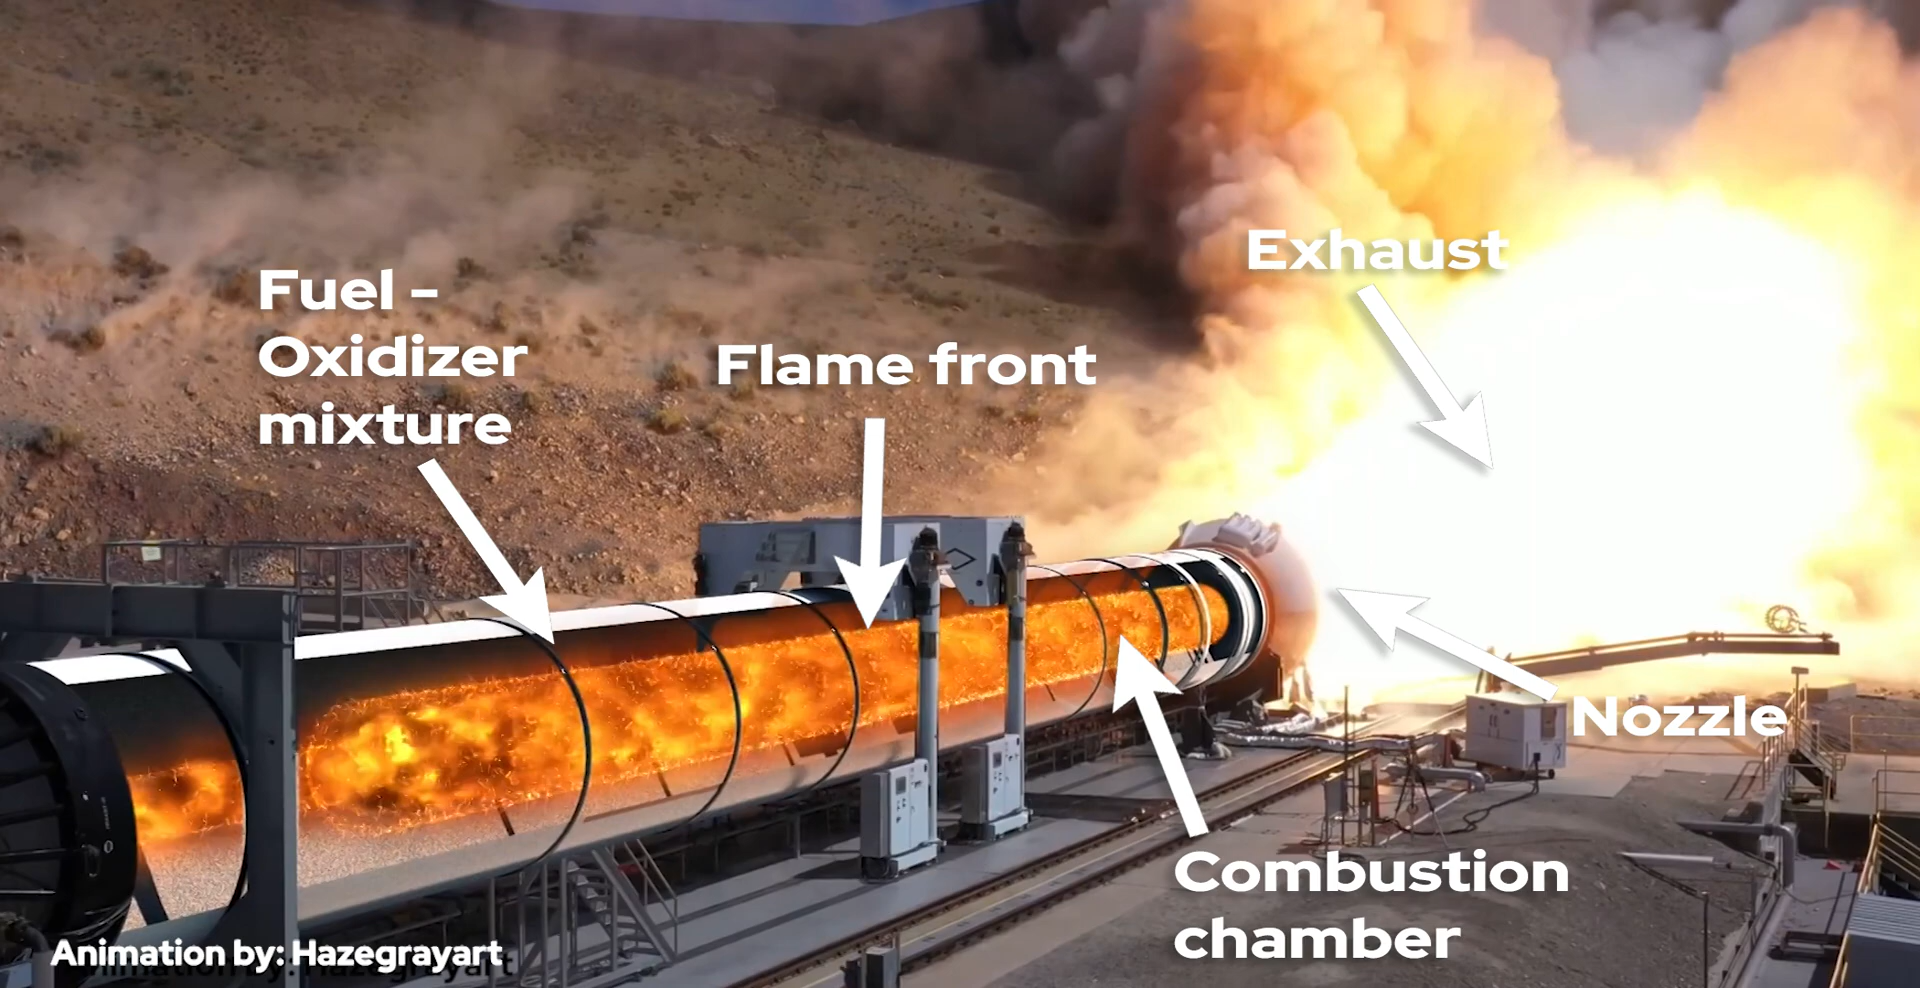 Exhaust
Fuel -
Oxidizer
mixture
Flame front
Nozzle
Combustion
chamber
Animation by: Hazegrayart